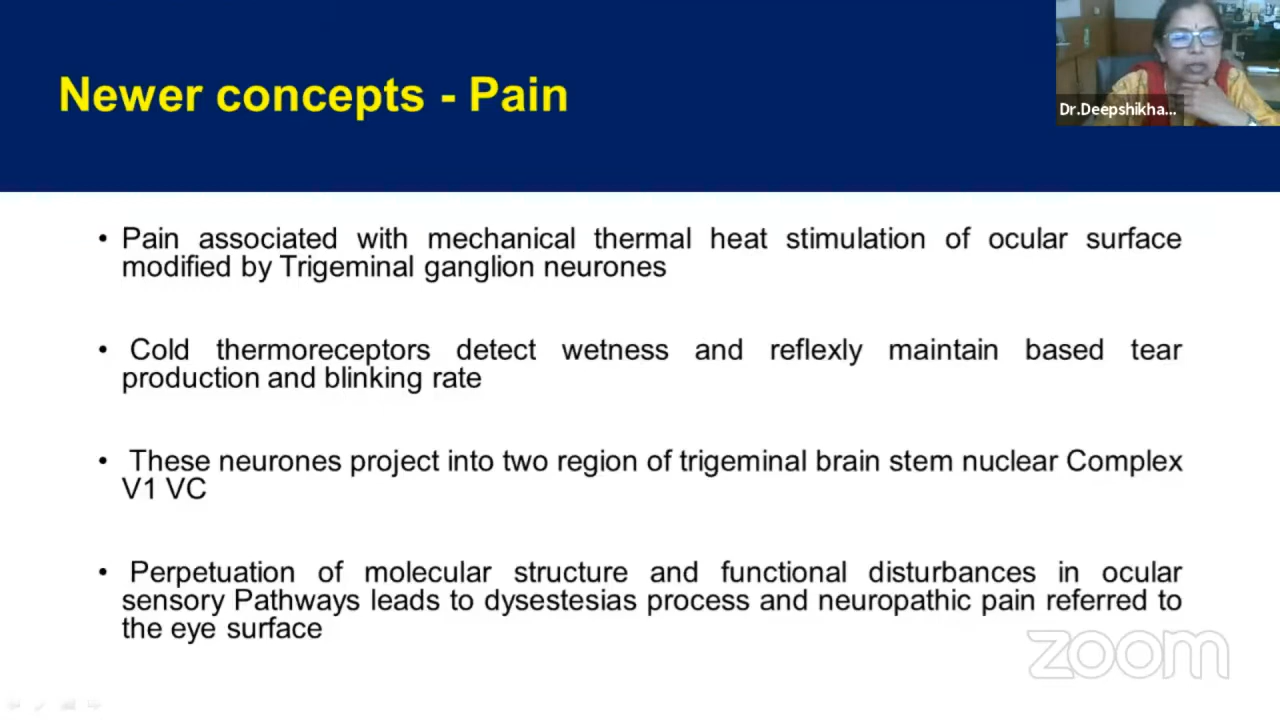 Newer concepts - Pain
Dr.Deepshikha...
• Pain associated with mechanical thermal heat stimulation of ocular surface
modified by Trigeminal ganglion neurones
• Cold thermoreceptors detect wetness and reflexly maintain based tear
production and blinking rate
• These neurones project into two region of trigeminal brain stem nuclear Complex
V1 VC
• Perpetuation of molecular structure and functional disturbances in ocular
sensory Pathways leads to dysestesias process and neuropathic pain referred to
the eye surface
zoom